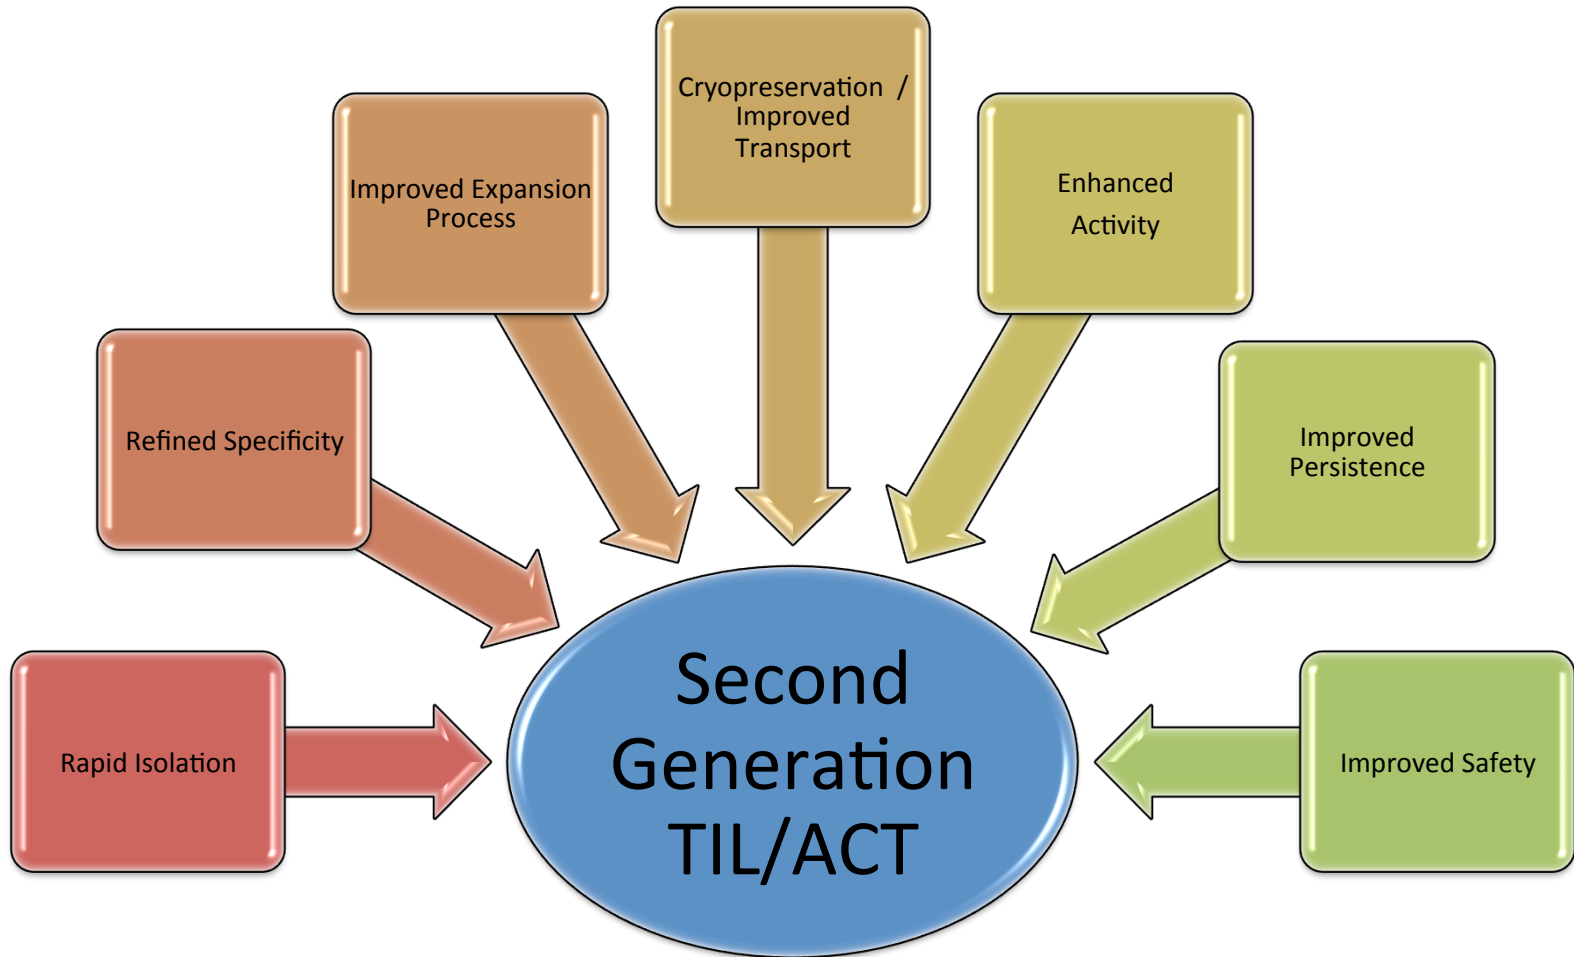 Cryopreservation /
Improved
Transport
Improved Expansion
Process
Enhanced
Activity
Refined Specificity
Improved
Persistence
Rapid Isolation
Improved Safety
Second
Generation
TIL/ACT